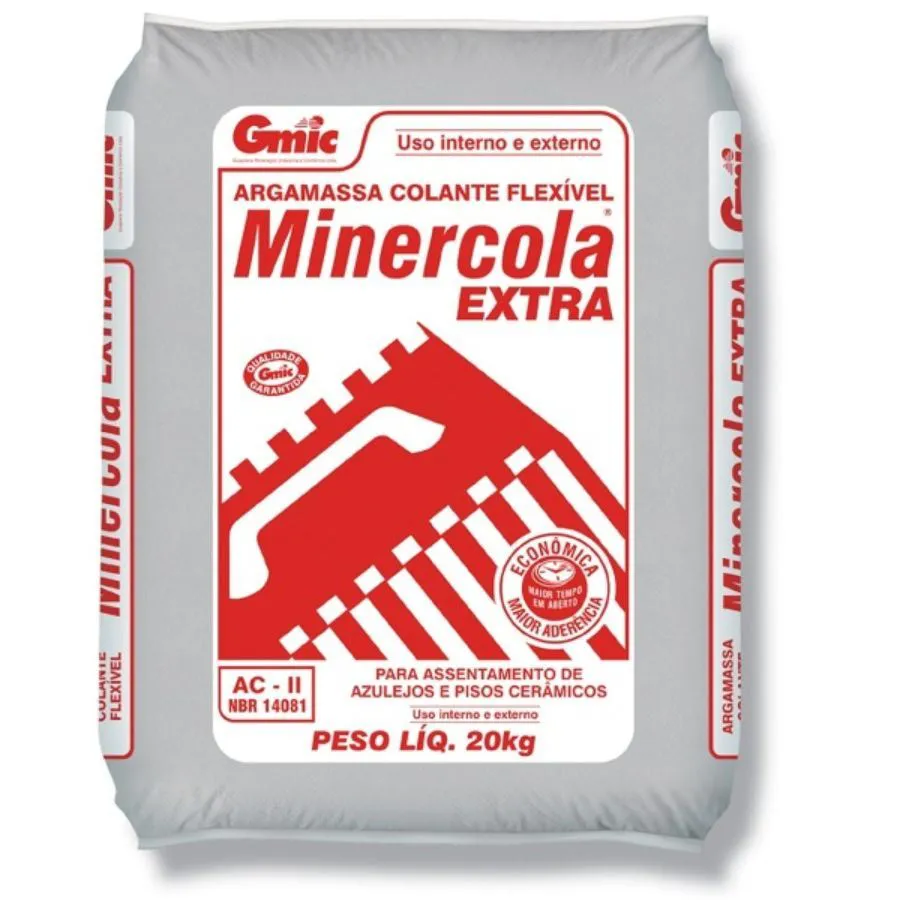 Gmic
Uso interno e externo
ARGAMASSA COLANTE FLEXÍVEL
Minercola®
EXTRA
QUALIDADE
Gmic
GARANTIDA
ECONÔMICA
MAIOR TEMPO
EM ABERTO
MAIOR ADERÊNCIA
AC - II
NBR 14081
PARA ASSENTAMENTO DE
AZULEJOS E PISOS CERÂMICOS
Uso interno e externo
PESO LÍQ. 20kg
Gmic
Minercola EXTRA
COLANTE
FLEXÍVEL
Gmic
Minercola EXTRA
ARGAMASSA